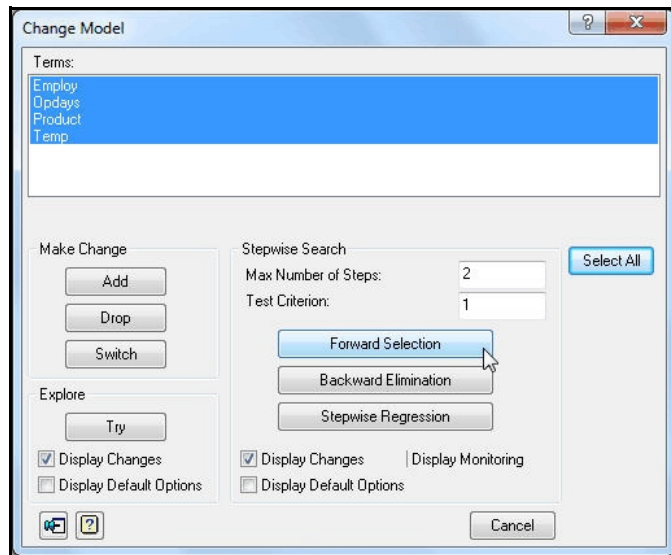 Change Model
Terms:
Employ
Opdays
Product
Temp
Make Change
Add
Drop
Switch
Explore
Try
Display Changes
Display Default Options
Stepwise Search
Max Number of Steps: 2
Test Criterion: 1
Forward Selection
Backward Elimination
Stepwise Regression
Display Changes Display Monitoring
Display Default Options
Select All
Cancel